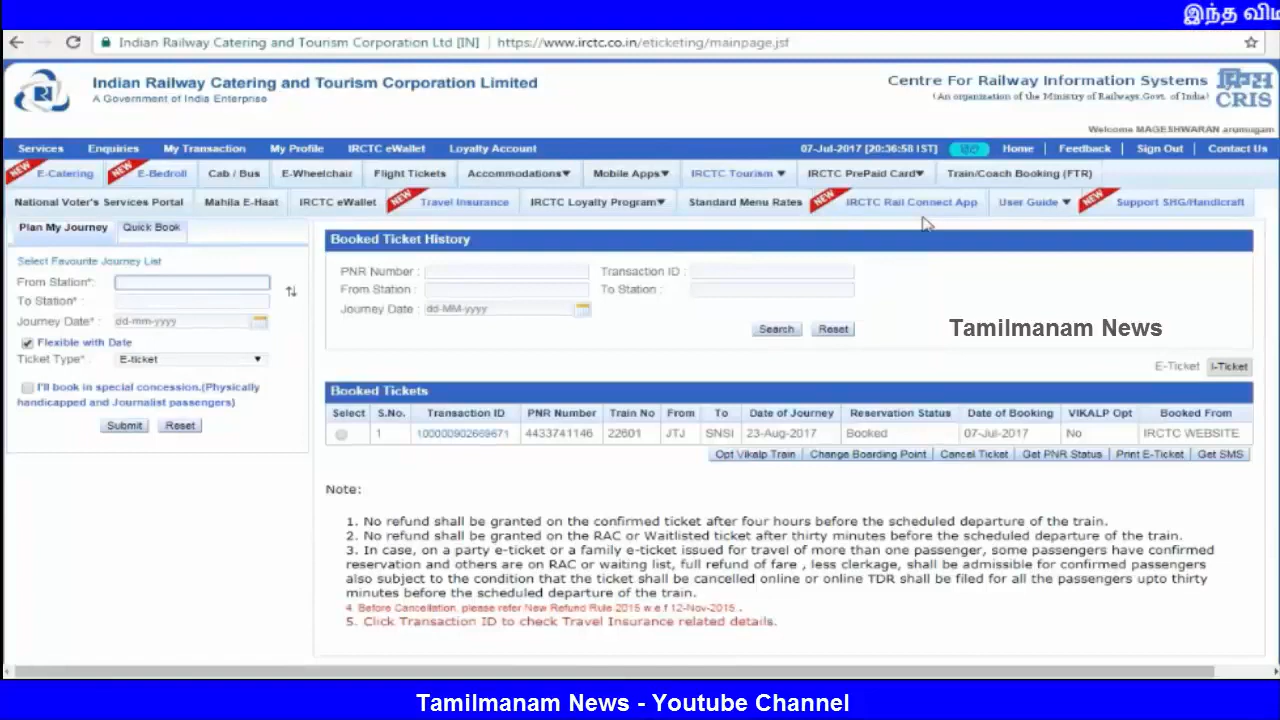 இந்த
Indian Railway Catering and Tourism Corporation Ltd [IN] https://www.irctc.co.in/eticketing/mainpage.jsf
Indian Railway Catering and Tourism Corporation Limited
A Government of India Enterprise
Centre For Railway Information Systems
(An organization of the Ministry of Railways,Govt. of India)
CRIS
Welcome MAGESHWARAN arumugam
Services Enquiries My Transaction My Profile IRCTC eWallet Loyalty Account 07-Jul-2017 [20:36:58 IST] Home Feedback Sign Out Contact Us
NEW E-Catering NEW E-Bedroll Cab / Bus E-Wheelchair Flight Tickets Accommodations Mobile Apps IRCTC Tourism IRCTC PrePaid Card Train/Coach Booking (FTR)
National Voter's Services Portal Mahila E-Haat IRCTC eWallet NEW Travel Insurance IRCTC Loyalty Program Standard Menu Rates NEW IRCTC Rail Connect App User Guide NEW Support SHG/Handicraft
Plan My Journey Quick Book
Select Favourite Journey List
From Station*:
To Station* :
Journey Date* : dd-mm-yyyy
Flexible with Date
Ticket Type* : E-ticket
I'll book in special concession.(Physically
handicapped and Journalist passengers)
Submit Reset
Booked Ticket History
PNR Number : Transaction ID :
From Station : To Station :
Journey Date : dd-MM-yyyy
Search Reset
Tamilmanam News
E-Ticket I-Ticket
Booked Tickets
Select S.No. Transaction ID PNR Number Train No From To Date of Journey Reservation Status Date of Booking VIKALP Opt Booked From
1 100000902669671 4433741146 22601 JTJ SNSI 23-Aug-2017 Booked 07-Jul-2017 No IRCTC WEBSITE
Opt Vikalp Train Change Boarding Point Cancel Ticket Get PNR Status Print E-Ticket Get SMS
Note:
1. No refund shall be granted on the confirmed ticket after four hours before the scheduled departure of the train.
2. No refund shall be granted on the RAC or Waitlisted ticket after thirty minutes before the scheduled departure of the train.
3. In case, on a party e-ticket or a family e-ticket issued for travel of more than one passenger, some passengers have confirmed
reservation and others are on RAC or waiting list, full refund of fare , less clerkage, shall be admissible for confirmed passengers
also subject to the condition that the ticket shall be cancelled online or online TDR shall be filed for all the passengers upto thirty
minutes before the scheduled departure of the train.
4. Before Cancellation, please refer New Refund Rule 2015 w.e.f 12-Nov-2015 .
5. Click Transaction ID to check Travel Insurance related details.
Tamilmanam News - Youtube Channel